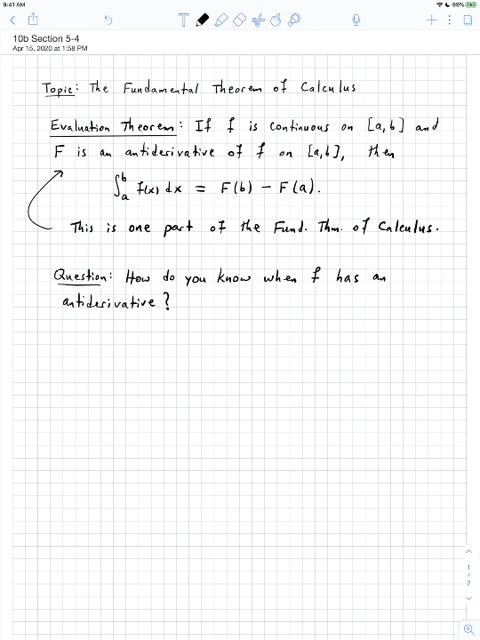 9:41 AM
99%
10b Section 5-4
Apr 15, 2020 at 1:58 PM
Topic: The Fundamental Theorem of Calculus
Evaluation Theorem: If f is continuous on [a,b] and
F is an antiderivative of f on [a,b], then
∫_a^b f(x) dx = F(b) - F(a).
This is one part of the Fund. Thm. of Calculus.
Question: How do you know when f has an
antiderivative?
1
/
2